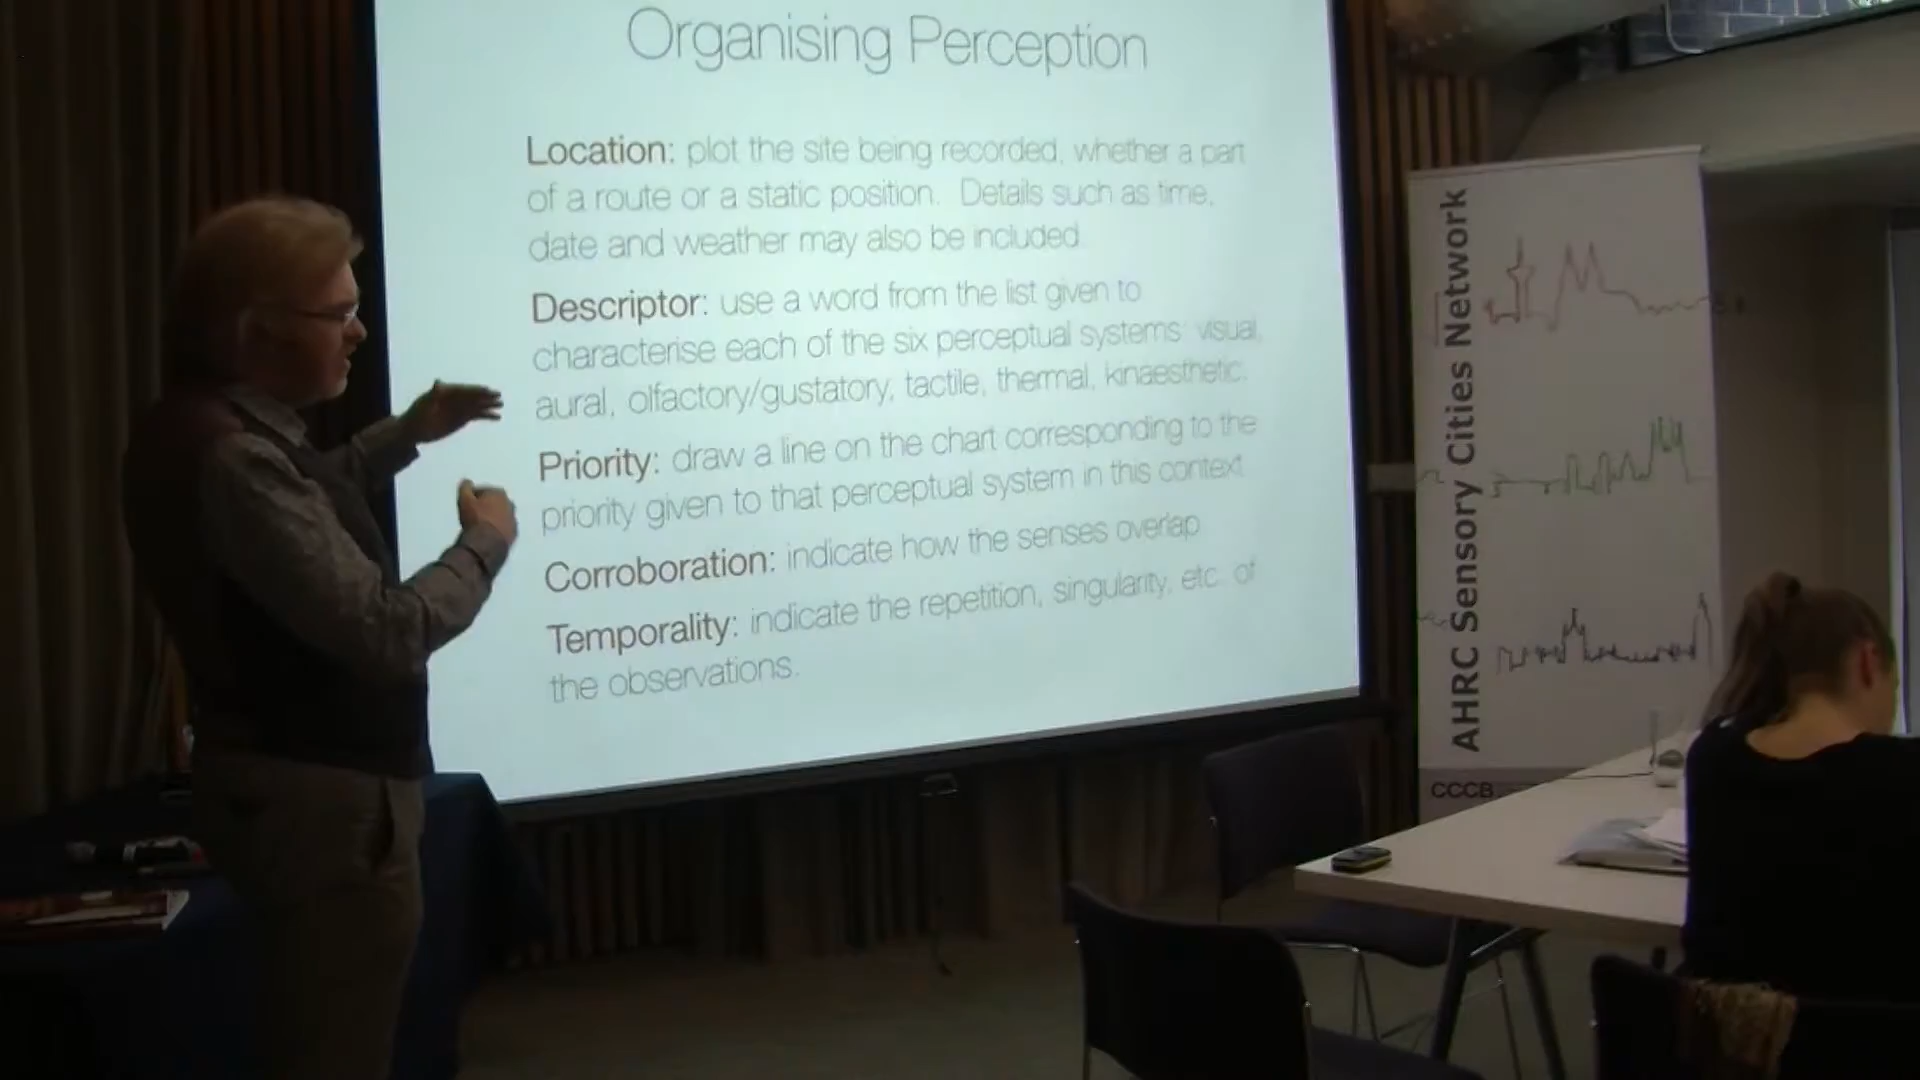 Organising Perception
Location: plot the site being recorded, whether a part
of a route or a static position. Details such as time,
date and weather may also be included.
Descriptor: use a word from the list given to
characterise each of the six perceptual systems: visual,
aural, olfactory/gustatory, tactile, thermal, kinaesthetic.
Priority: draw a line on the chart corresponding to the
priority given to that perceptual system in this context
Corroboration: indicate how the senses overlap
Temporality: indicate the repetition, singularity, etc. of
the observations.
AHRC Sensory Cities Network
CCCB